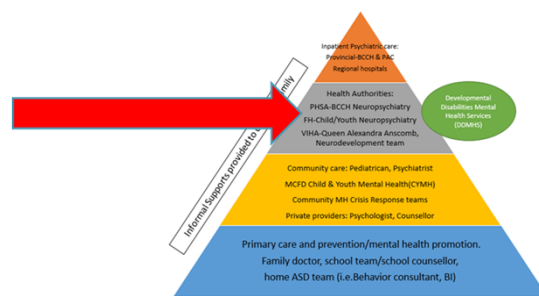 Inpatient Psychiatric care:
Provincial-BCCH & PAC
Regional hospitals
Health Authorities:
PHSA-BCCH Neuropsychiatry
FH-Child/Youth Neuropsychiatry
VIHA-Queen Alexandra Anscomb,
Neurodevelopment team
Developmental
Disabilities Mental
Health Services
(DDMHS)
Informal Supports provided to
mily
Community care: Pediatrican, Psychiatrist
MCFD Child & Youth Mental Health(CYMH)
Community MH Crisis Response teams
Private providers: Psychologist, Counsellor
Primary care and prevention/mental health promotion.
Family doctor, school team/school counsellor,
home ASD team (i.e.Behavior consultant, BI)